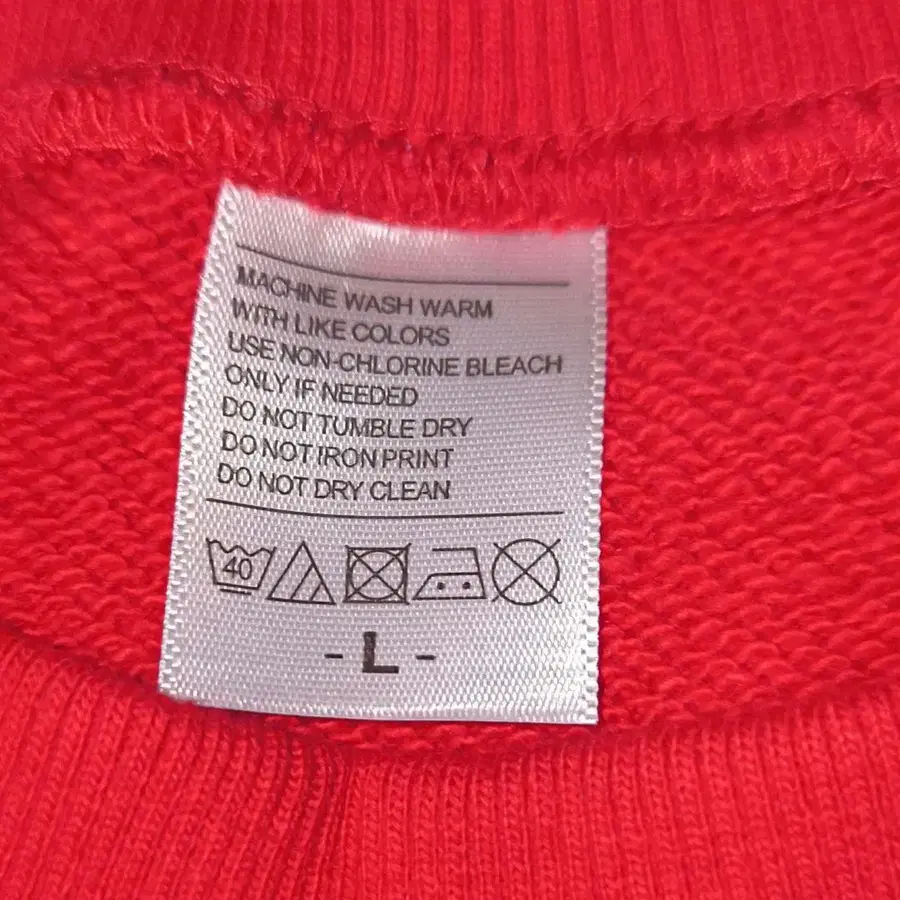 MACHINE WASH WARM
WITH LIKE COLORS
USE NON-CHLORINE BLEACH
ONLY IF NEEDED
DO NOT TUMBLE DRY
DO NOT IRON PRINT
DO NOT DRY CLEAN
40
- L -